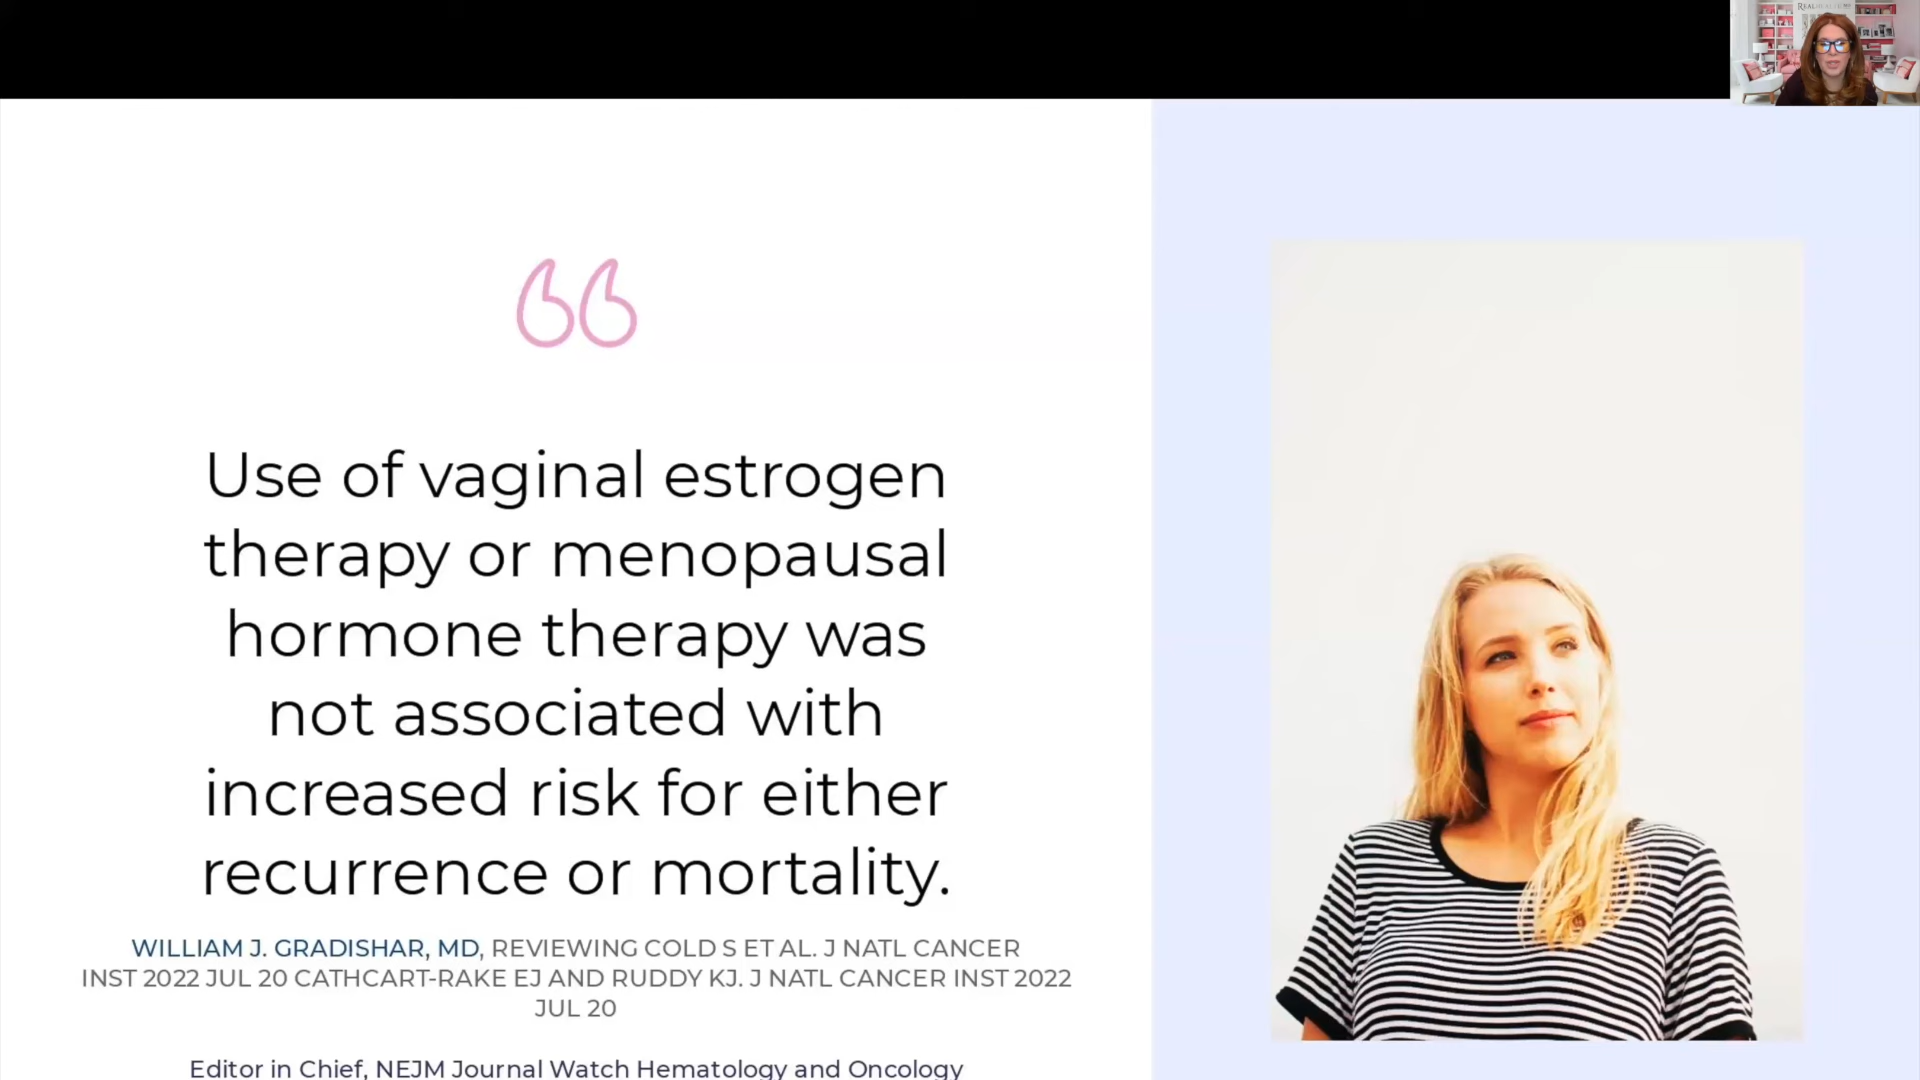 Use of vaginal estrogen
therapy or menopausal
hormone therapy was
not associated with
increased risk for either
recurrence or mortality.
WILLIAM J. GRADISHAR, MD, REVIEWING COLD S ET AL. J NATL CANCER
INST 2022 JUL 20 CATHCART-RAKE EJ AND RUDDY KJ. J NATL CANCER INST 2022
JUL 20
Editor in Chief, NEJM Journal Watch Hematology and Oncology